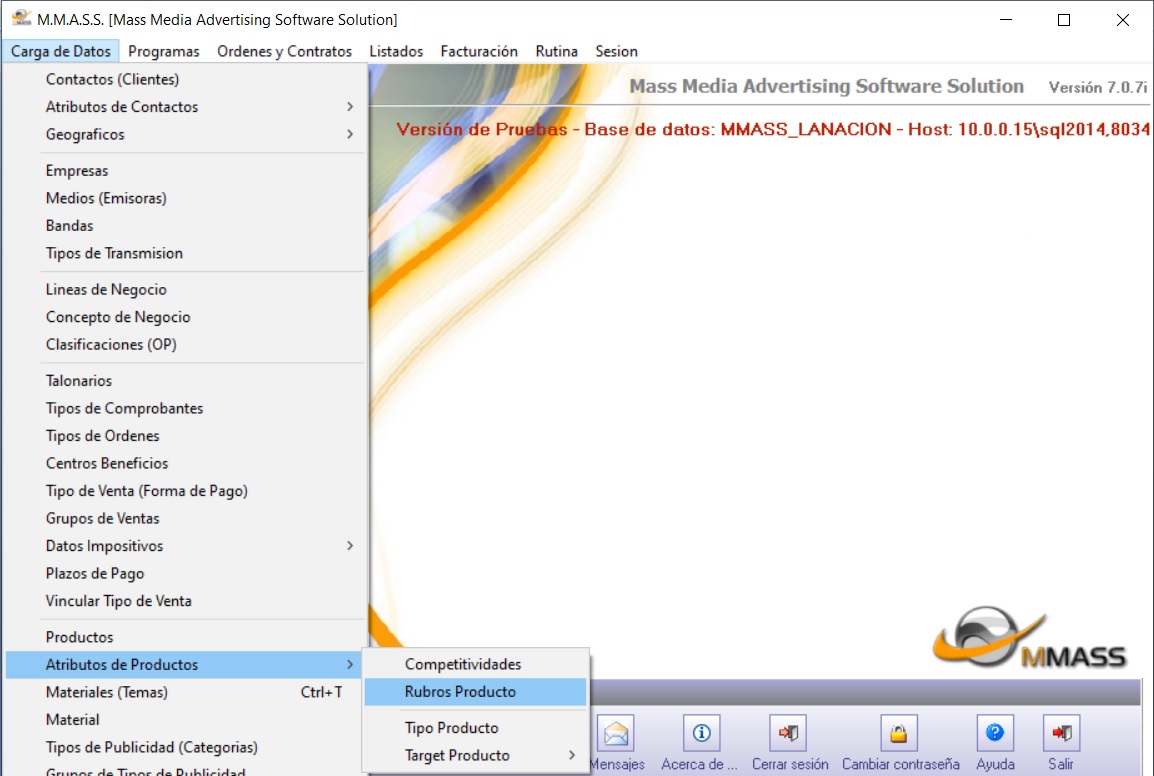 M.M.A.S.S. [Mass Media Advertising Software Solution]
Carga de Datos Programas Ordenes y Contratos Listados Facturación Rutina Sesion
Mass Media Advertising Software Solution Versión 7.0.7i
Versión de Pruebas - Base de datos: MMASS_LANACION - Host: 10.0.0.15\sql2014,8034
Contactos (Clientes)
Atributos de Contactos
Geograficos
Empresas
Medios (Emisoras)
Bandas
Tipos de Transmision
Lineas de Negocio
Concepto de Negocio
Clasificaciones (OP)
Talonarios
Tipos de Comprobantes
Tipos de Ordenes
Centros Beneficios
Tipo de Venta (Forma de Pago)
Grupos de Ventas
Datos Impositivos
Plazos de Pago
Vincular Tipo de Venta
Productos
Atributos de Productos
Materiales (Temas) Ctrl+T
Material
Tipos de Publicidad (Categorias)
Grupos de Tipos de Publicidad
Competitividades
Rubros Producto
Tipo Producto
Target Producto
MMASS
Mensajes Acerca de ... Cerrar sesión Cambiar contraseña Ayuda Salir